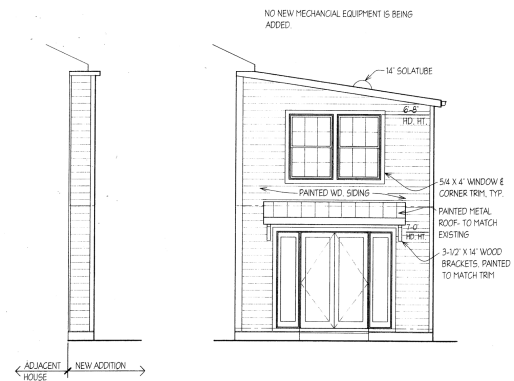 NO NEW MECHANCIAL EQUIPMENT IS BEING
ADDED.
14" SOLATUBE
6'-8"
HD. HT.
5/4 X 4" WINDOW &
CORNER TRIM, TYP.
PAINTED WD. SIDING
PAINTED METAL
ROOF- TO MATCH
EXISTING
7'-0"
HD. HT.
3-1/2" X 14" WOOD
BRACKETS, PAINTED
TO MATCH TRIM
ADJACENT
HOUSE
NEW ADDITION